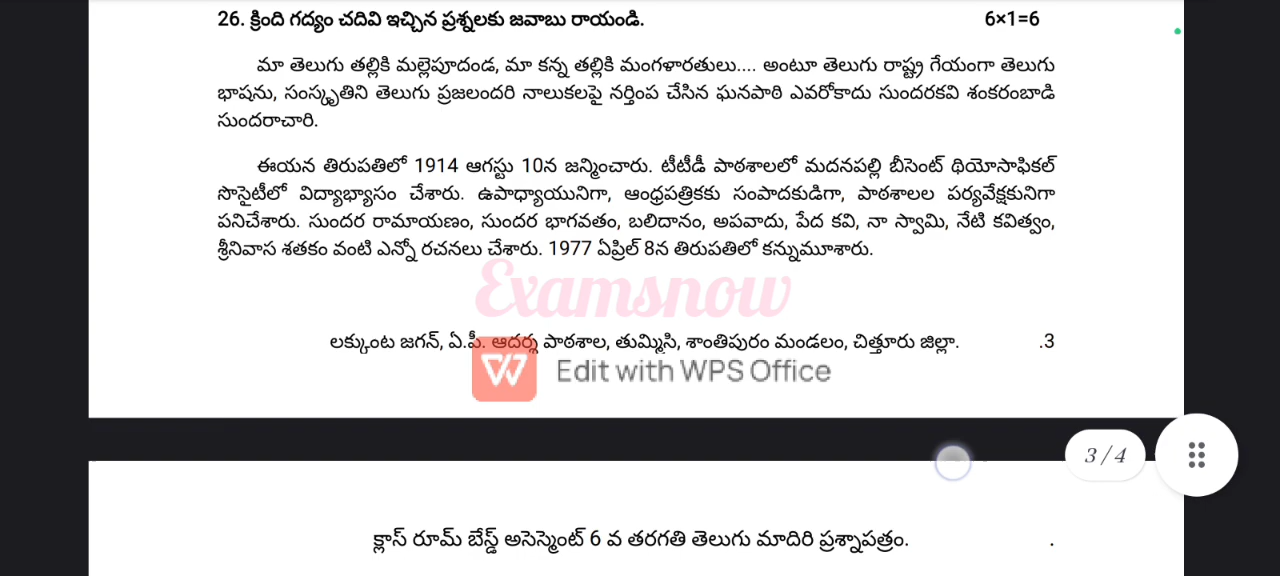 26. క్రింది గద్యం చదివి ఇచ్చిన ప్రశ్నలకు జవాబు రాయండి. 6×1=6
మా తెలుగు తల్లికి మల్లెపూదండ, మా కన్న తల్లికి మంగళారతులు.... అంటూ తెలుగు రాష్ట్ర గేయంగా తెలుగు
భాషను, సంస్కృతిని తెలుగు ప్రజలందరి నాలుకలపై నర్తింప చేసిన ఘనపాఠి ఎవరోకాదు సుందరకవి శంకరంబాడి
సుందరాచారి.
ఈయన తిరుపతిలో 1914 ఆగస్టు 10న జన్మించారు. టీటీడీ పాఠశాలలో మదనపల్లి బీసెంట్ థియోసాఫికల్
సొసైటీలో విద్యాభ్యాసం చేశారు. ఉపాధ్యాయునిగా, ఆంధ్రపత్రికకు సంపాదకుడిగా, పాఠశాలల పర్యవేక్షకునిగా
పనిచేశారు. సుందర రామాయణం, సుందర భాగవతం, బలిదానం, అపవాదు, పేద కవి, నా స్వామి, నేటి కవిత్వం,
శ్రీనివాస శతకం వంటి ఎన్నో రచనలు చేశారు. 1977 ఏప్రిల్ 8న తిరుపతిలో కన్నుమూశారు.
Examsnow
లక్కుంట జగన్, ఏ.పీ. ఆదర్శ పాఠశాల, తుమ్మిసి, శాంతిపురం మండలం, చిత్తూరు జిల్లా. .3
Edit with WPS Office
3/4
క్లాస్ రూమ్ బేస్డ్ అసెస్మెంట్ 6 వ తరగతి తెలుగు మాదిరి ప్రశ్నాపత్రం. .